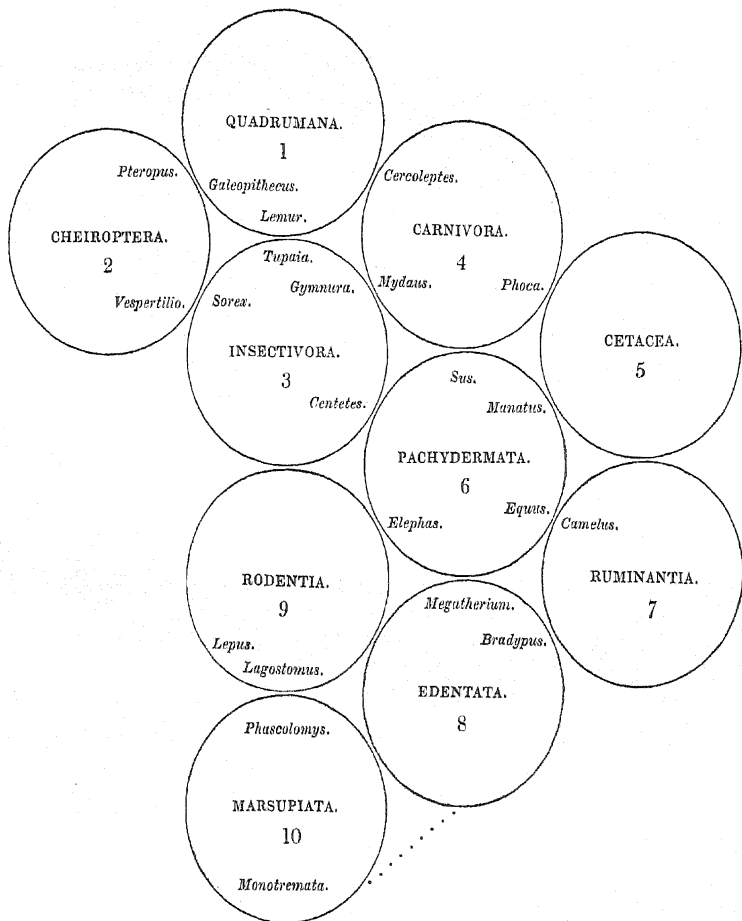 QUADRUMANA.
1
Galeopithecus.
Lemur.
Pteropus.
CHEIROPTERA.
2
Vespertilio.
Cercoleptes.
CARNIVORA.
4
Mydaus.
Phoca.
Tupaia.
Gymnura.
Sorex.
INSECTIVORA.
3
Centetes.
CETACEA.
5
Sus.
Manatus.
PACHYDERMATA.
6
Equus.
Elephas.
Camelus.
RUMINANTIA.
7
RODENTIA.
9
Lepus.
Lagostomus.
Megatherium.
Bradypus.
EDENTATA.
8
Phascolomys.
MARSUPIATA.
10
Monotremata.